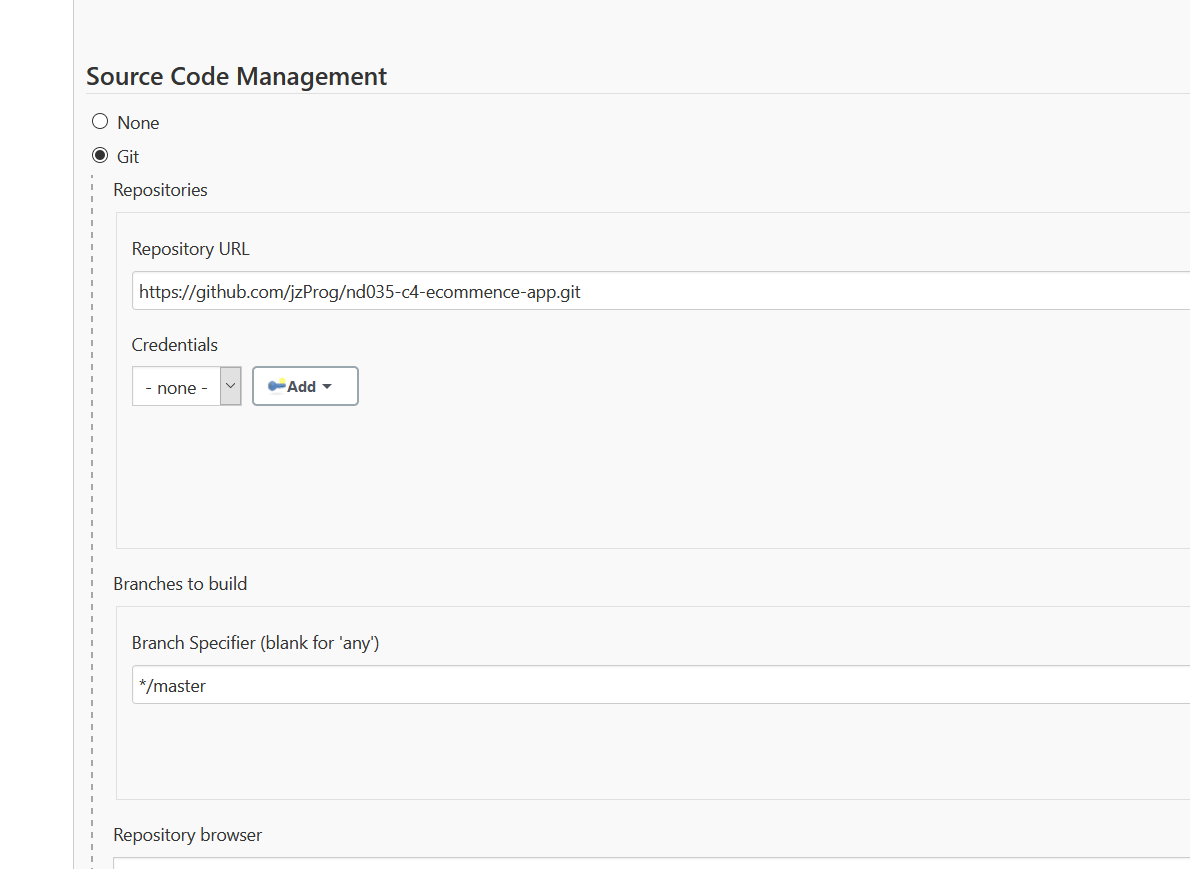 Source Code Management
None
Git
Repositories
Repository URL
https://github.com/jzProg/nd035-c4-ecommence-app.git
Credentials
- none -
Add
Branches to build
Branch Specifier (blank for 'any')
*/master
Repository browser